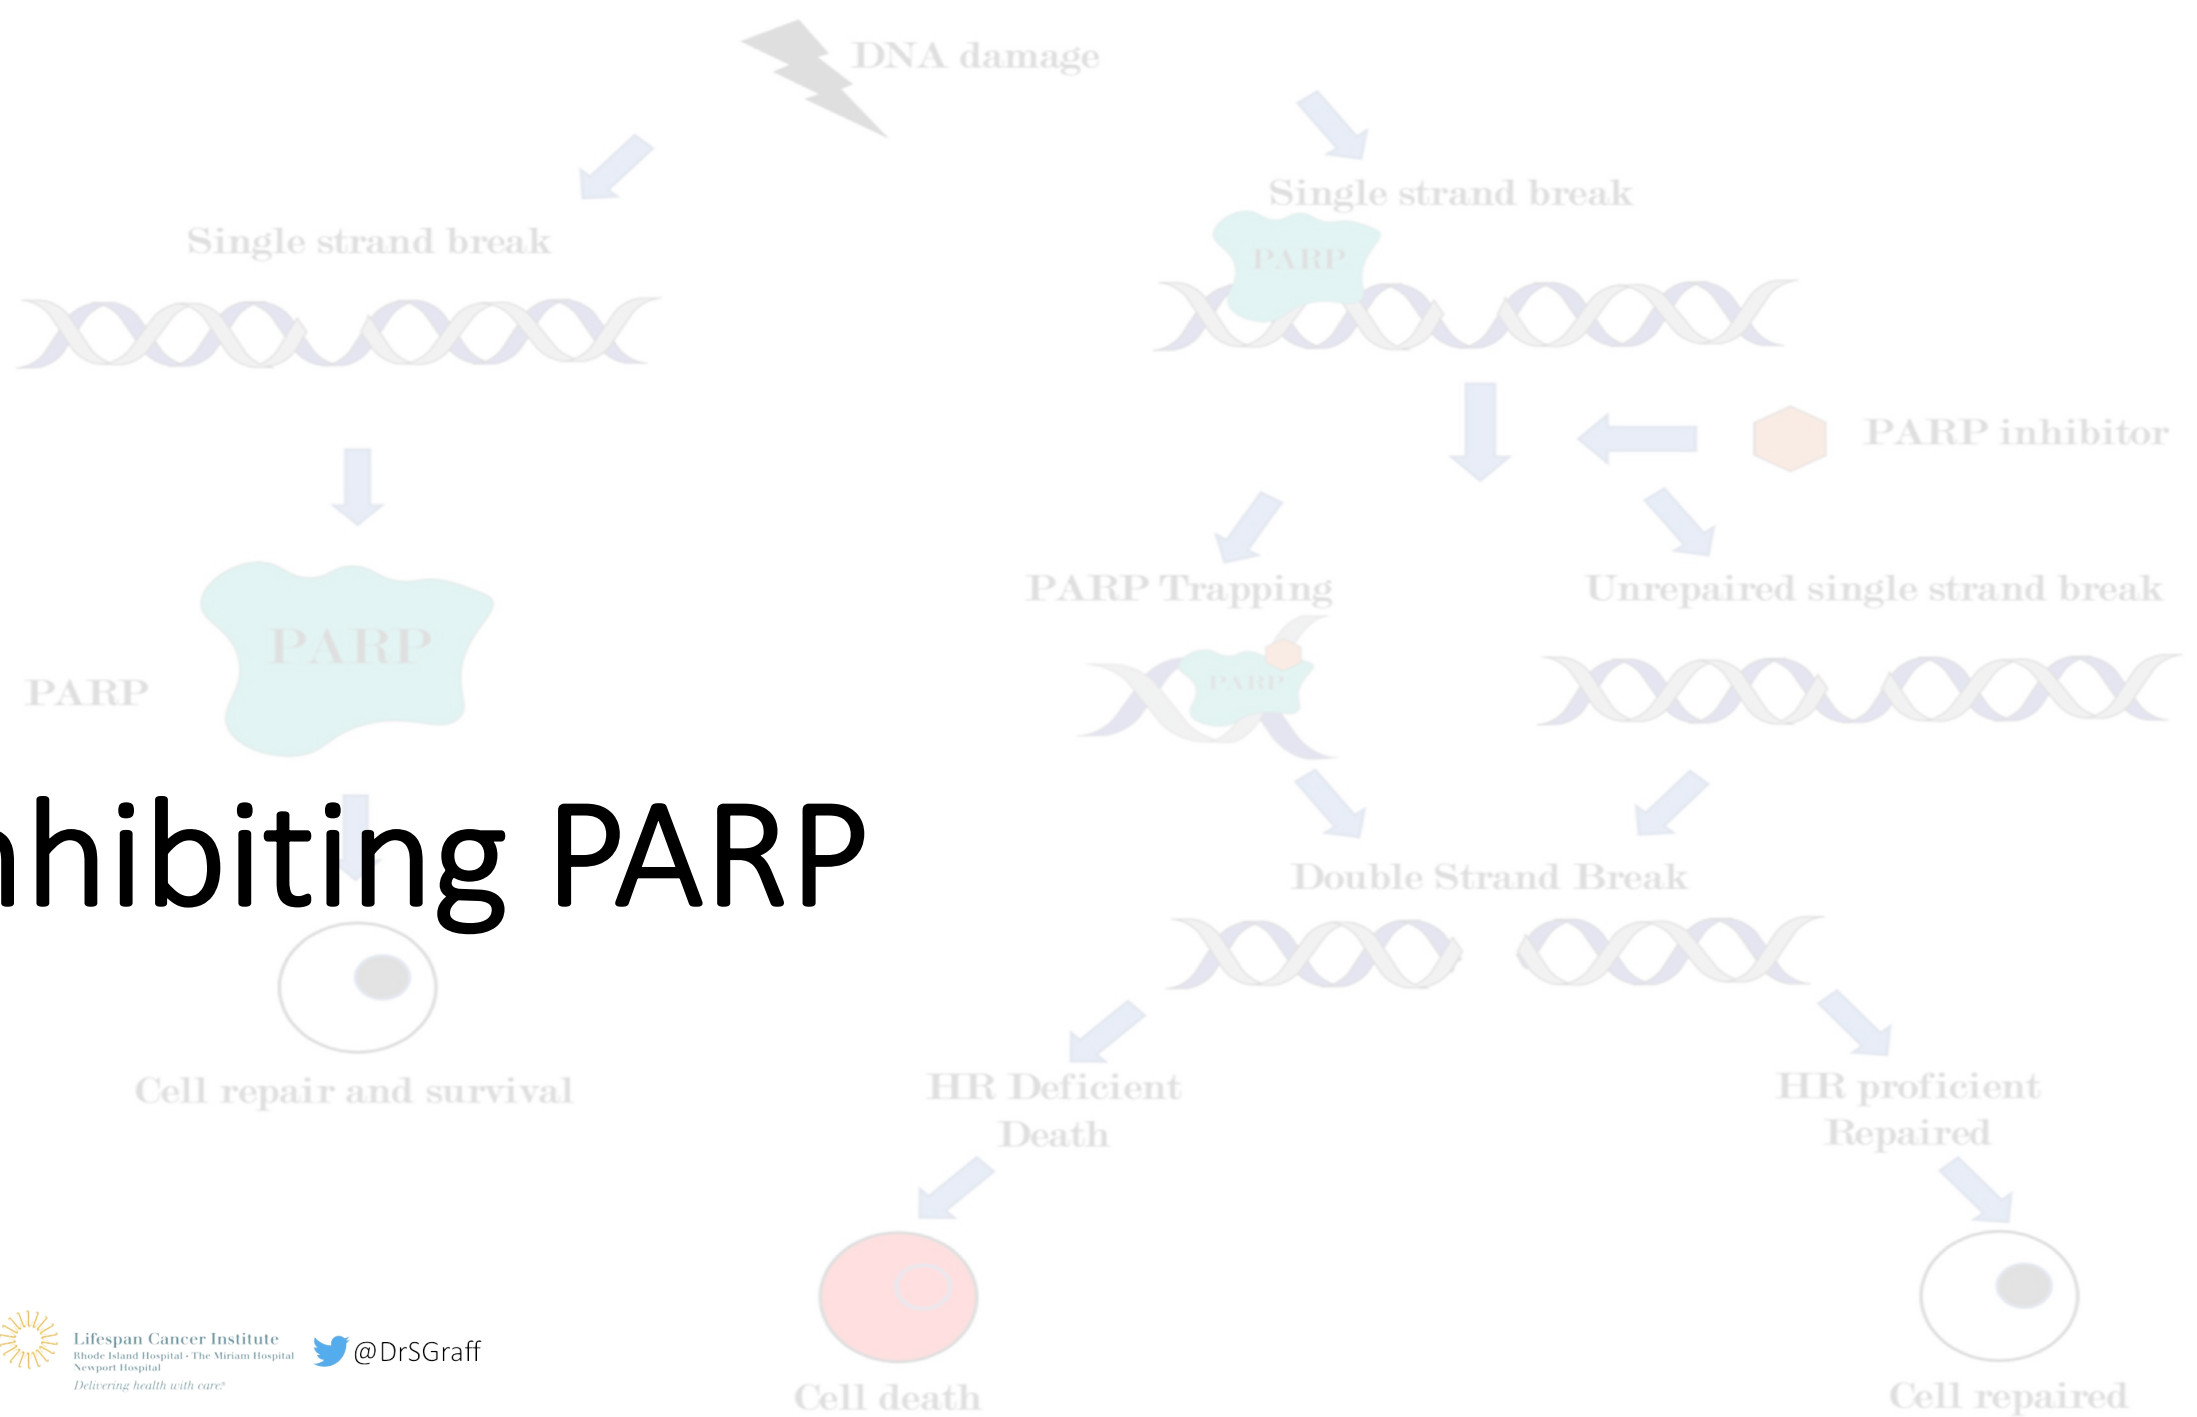 DNA damage
Single strand break
Single strand break
PARP
PARP inhibitor
PARP Trapping
Unrepaired single strand break
PARP
PARP
PARP
nhibiting PARP
Double Strand Break
Cell repair and survival
HR Deficient
Death
HR proficient
Repaired
Cell death
Cell repaired
Lifespan Cancer Institute
Rhode Island Hospital • The Miriam Hospital
Newport Hospital
Delivering health with care.®
@DrSGraff